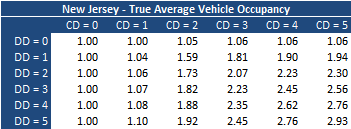 New Jersey - True Average Vehicle Occupancy
CD = 0 CD = 1 CD = 2 CD = 3 CD = 4 CD = 5
DD = 0 1.00 1.00 1.05 1.06 1.06 1.06
DD = 1 1.00 1.04 1.59 1.81 1.90 1.94
DD = 2 1.00 1.06 1.73 2.07 2.23 2.30
DD = 3 1.00 1.07 1.82 2.23 2.45 2.56
DD = 4 1.00 1.08 1.88 2.35 2.62 2.76
DD = 5 1.00 1.10 1.92 2.45 2.76 2.93